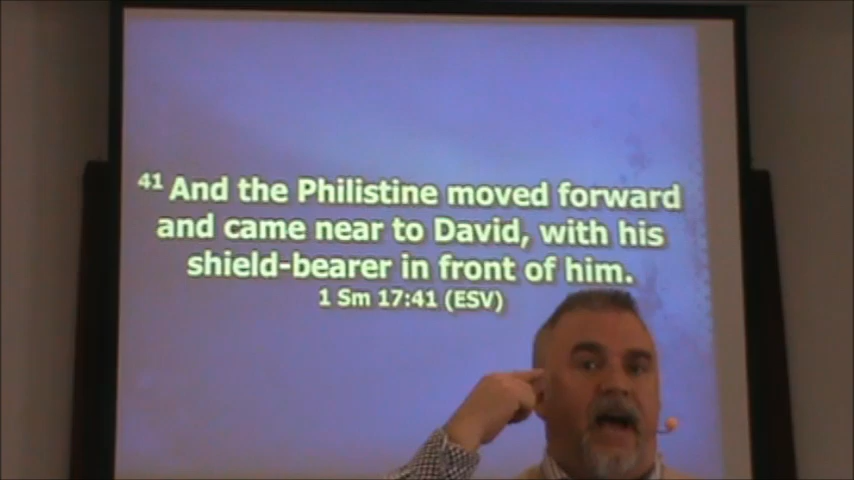 41 And the Philistine moved forward
and came near to David, with his
shield-bearer in front of him.
1 Sm 17:41 (ESV)